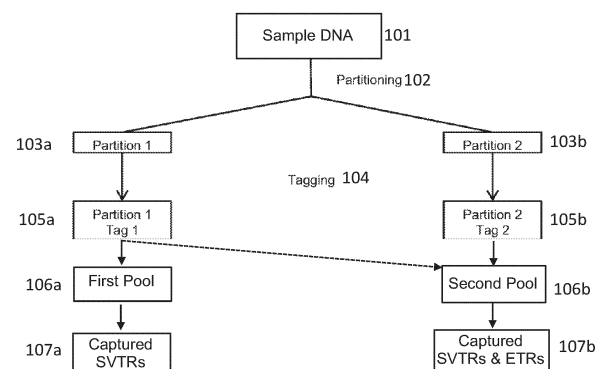 Sample DNA 101
Partitioning 102
103a Partition 1 Partition 2 103b
Tagging 104
105a Partition 1 Tag 1 Partition 2 Tag 2 105b
106a First Pool Second Pool 106b
107a Captured SVTRs Captured SVTRs & ETRs 107b